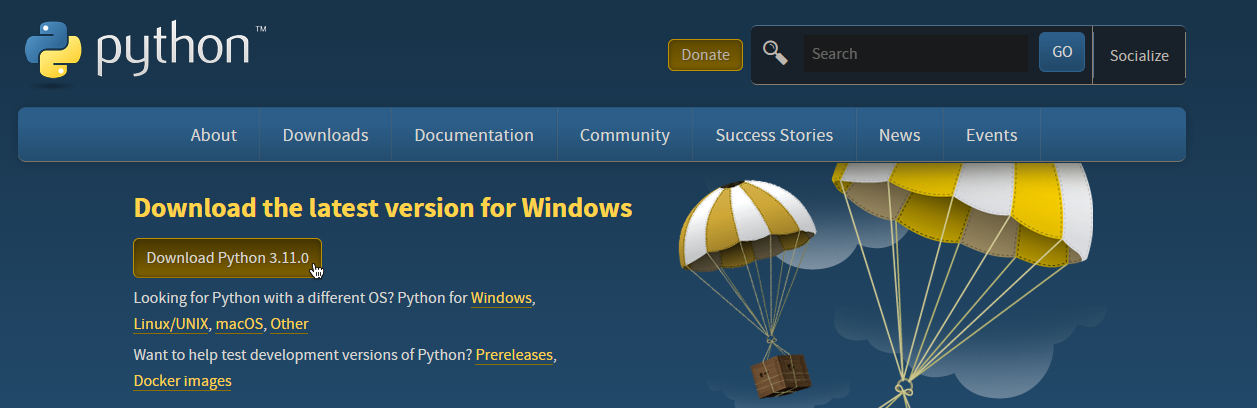 python™
Donate
Search
GO
Socialize
About Downloads Documentation Community Success Stories News Events
Download the latest version for Windows
Download Python 3.11.0
Looking for Python with a different OS? Python for Windows,
Linux/UNIX, macOS, Other
Want to help test development versions of Python? Prereleases,
Docker images